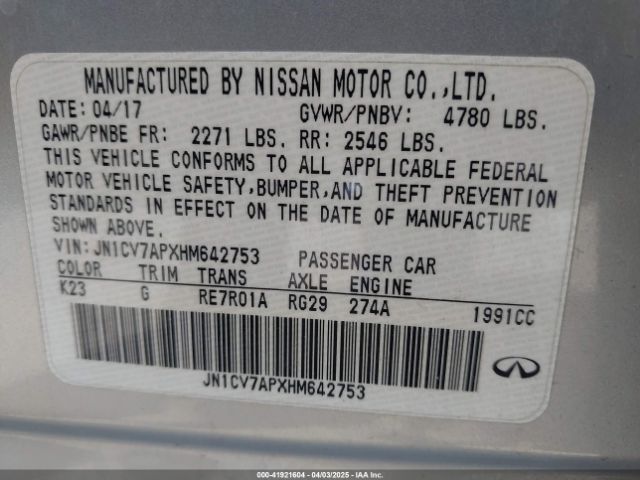 MANUFACTURED BY NISSAN MOTOR CO.,LTD.
DATE: 04/17 GVWR/PNBV: 4780 LBS.
GAWR/PNBE FR: 2271 LBS. RR: 2546 LBS.
THIS VEHICLE CONFORMS TO ALL APPLICABLE FEDERAL
MOTOR VEHICLE SAFETY,BUMPER,AND THEFT PREVENTION
STANDARDS IN EFFECT ON THE DATE OF MANUFACTURE
SHOWN ABOVE.
VIN:JN1CV7APXHM642753 PASSENGER CAR
COLOR TRIM TRANS AXLE ENGINE
K23 G RE7R01A RG29 274A 1991CC
JN1CV7APXHM642753
000-41921604 - 04/03/2025 - IAA Corp.